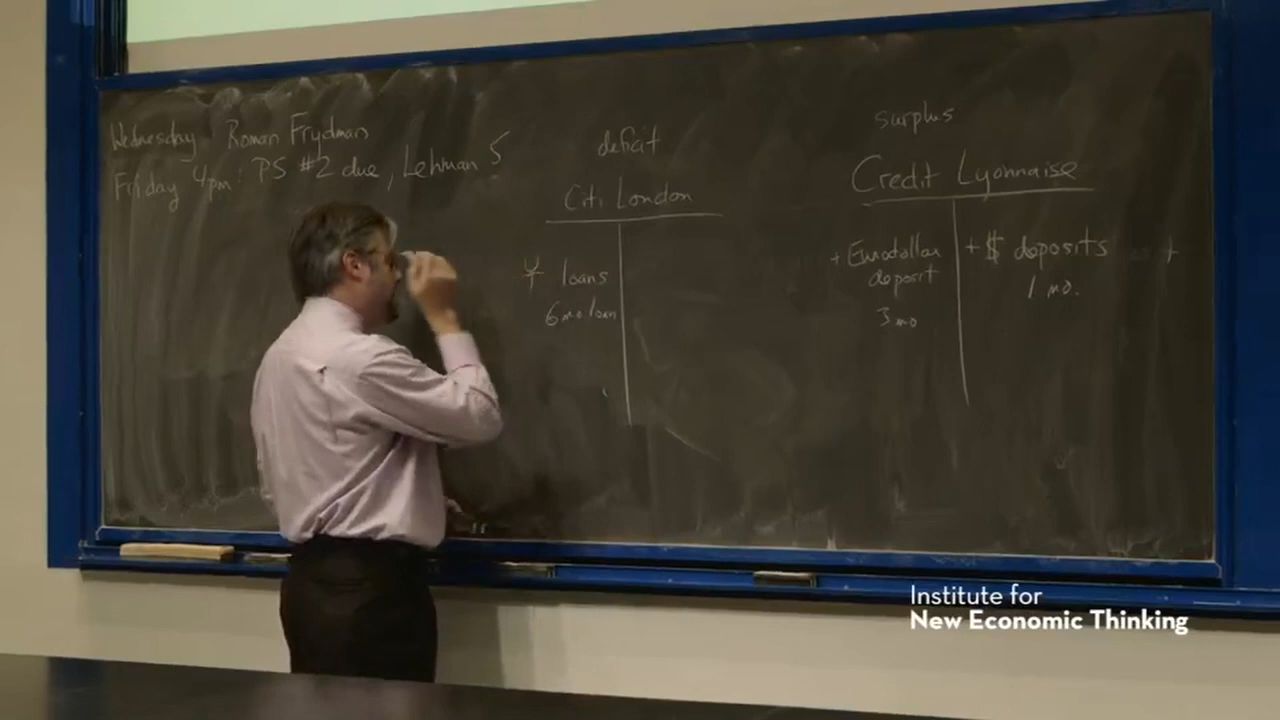 Wednesday Roman Frydman
Friday 4pm: PS #2 due, Lehman 5
deficit
Citi London
¥ loans
6 mo loan
surplus
Credit Lyonnaise
+ Eurodollar
deposit
3 mo
+ $ deposits +
1 mo.
Institute for
New Economic Thinking